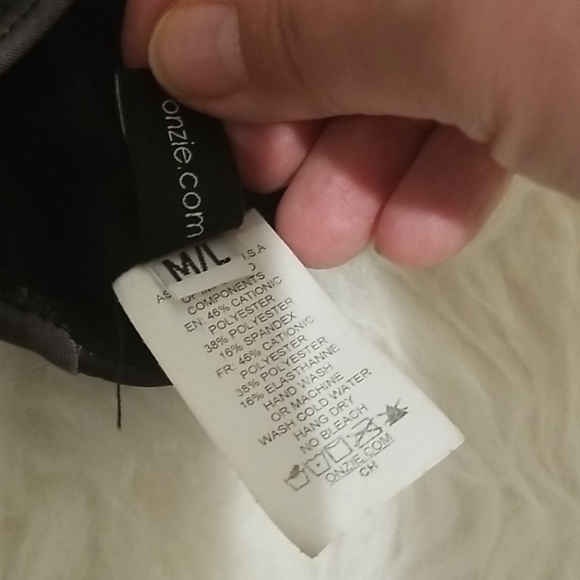 onzie.com
M/L
COMPONENTS
EN: 46% CATIONIC
POLYESTER
38% POLYESTER
16% SPANDEX
FR: 46% CATIONIC
POLYESTER
38% POLYESTER
16% ELASTHANNE
HAND WASH
OR MACHINE
WASH COLD WATER
HANG DRY
NO BLEACH
ONZIE.COM
CH